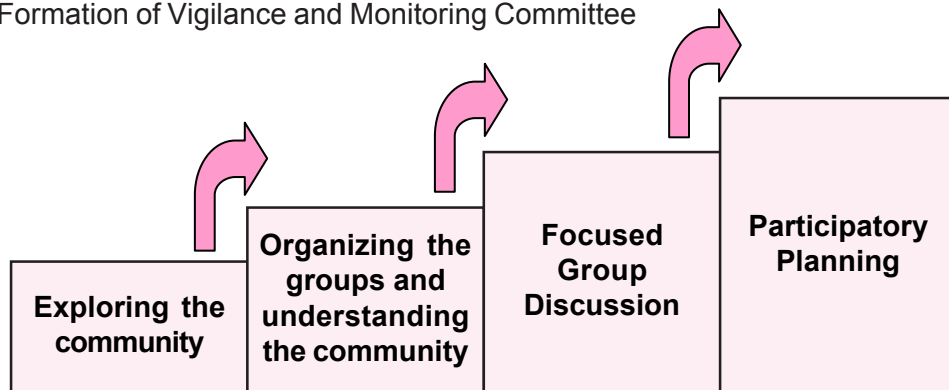 Formation of Vigilance and Monitoring Committee
Exploring the
community
Organizing the
groups and
understanding
the community
Focused
Group
Discussion
Participatory
Planning